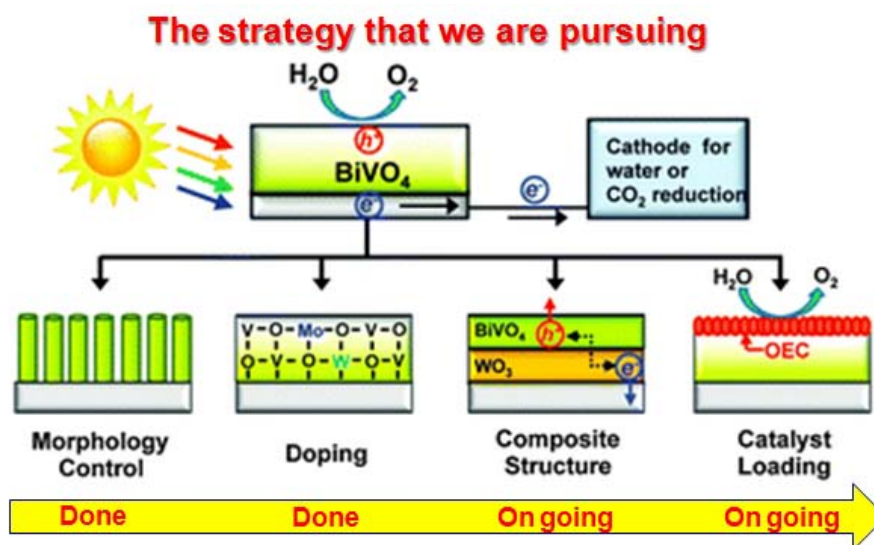 The strategy that we are pursuing
H₂O O₂
h⁺
BiVO₄
e⁻
e⁻
Cathode for
water or
CO₂ reduction
V-O-Mo-O-V-O
O-V-O-W-O-V
BiVO₄
h⁺
WO₃
e⁻
H₂O O₂
OEC
Morphology
Control
Doping
Composite
Structure
Catalyst
Loading
Done Done On going On going